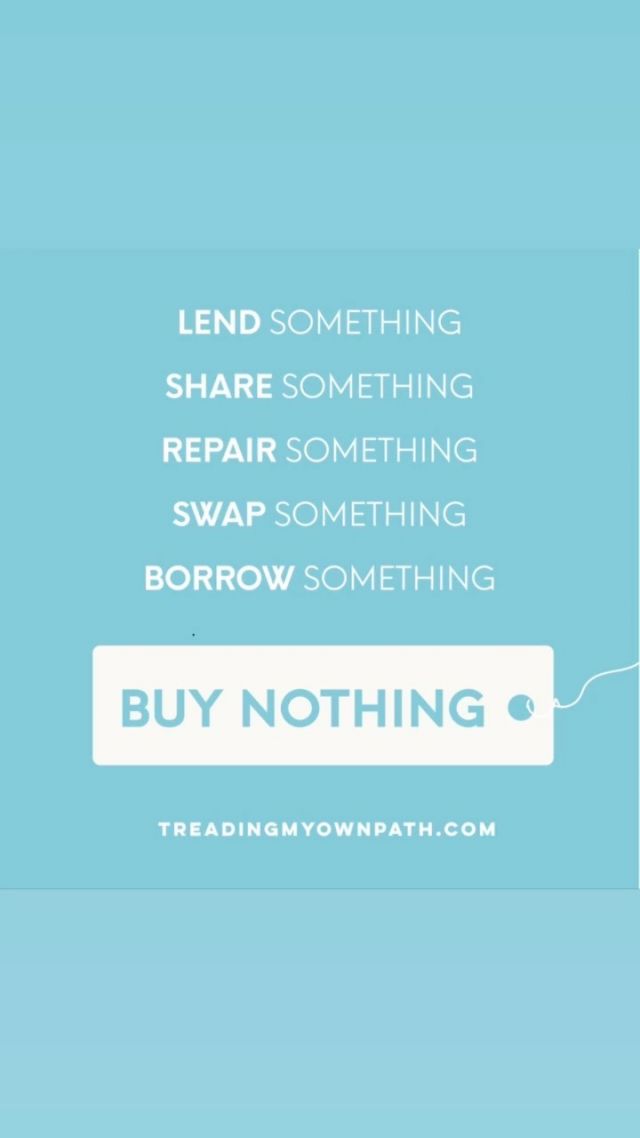 LEND SOMETHING
SHARE SOMETHING
REPAIR SOMETHING
SWAP SOMETHING
BORROW SOMETHING
BUY NOTHING
TREADINGMYOWNPATH.COM